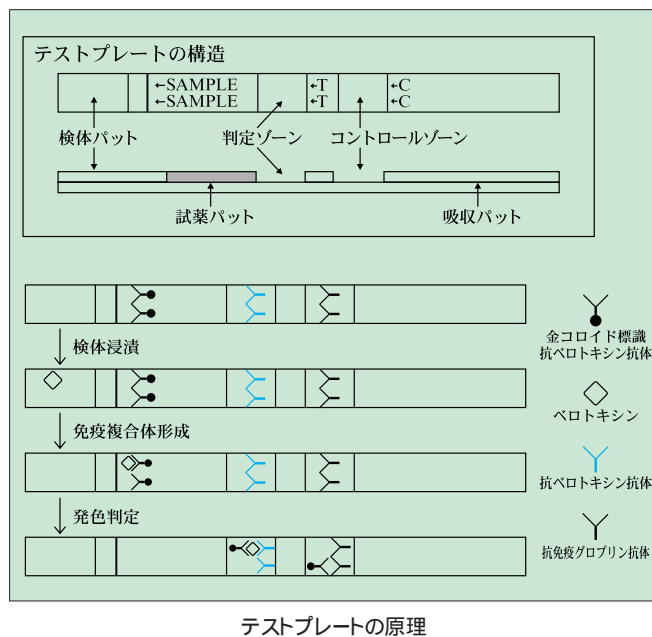 テストプレートの構造
←SAMPLE ←T ←C
←SAMPLE ←T ←C
検体パット 判定ゾーン コントロールゾーン
試薬パット 吸収パット
検体浸漬
免疫複合体形成
発色判定
金コロイド標識
抗ベロトキシン抗体
ベロトキシン
抗ベロトキシン抗体
抗免疫グロブリン抗体
テストプレートの原理